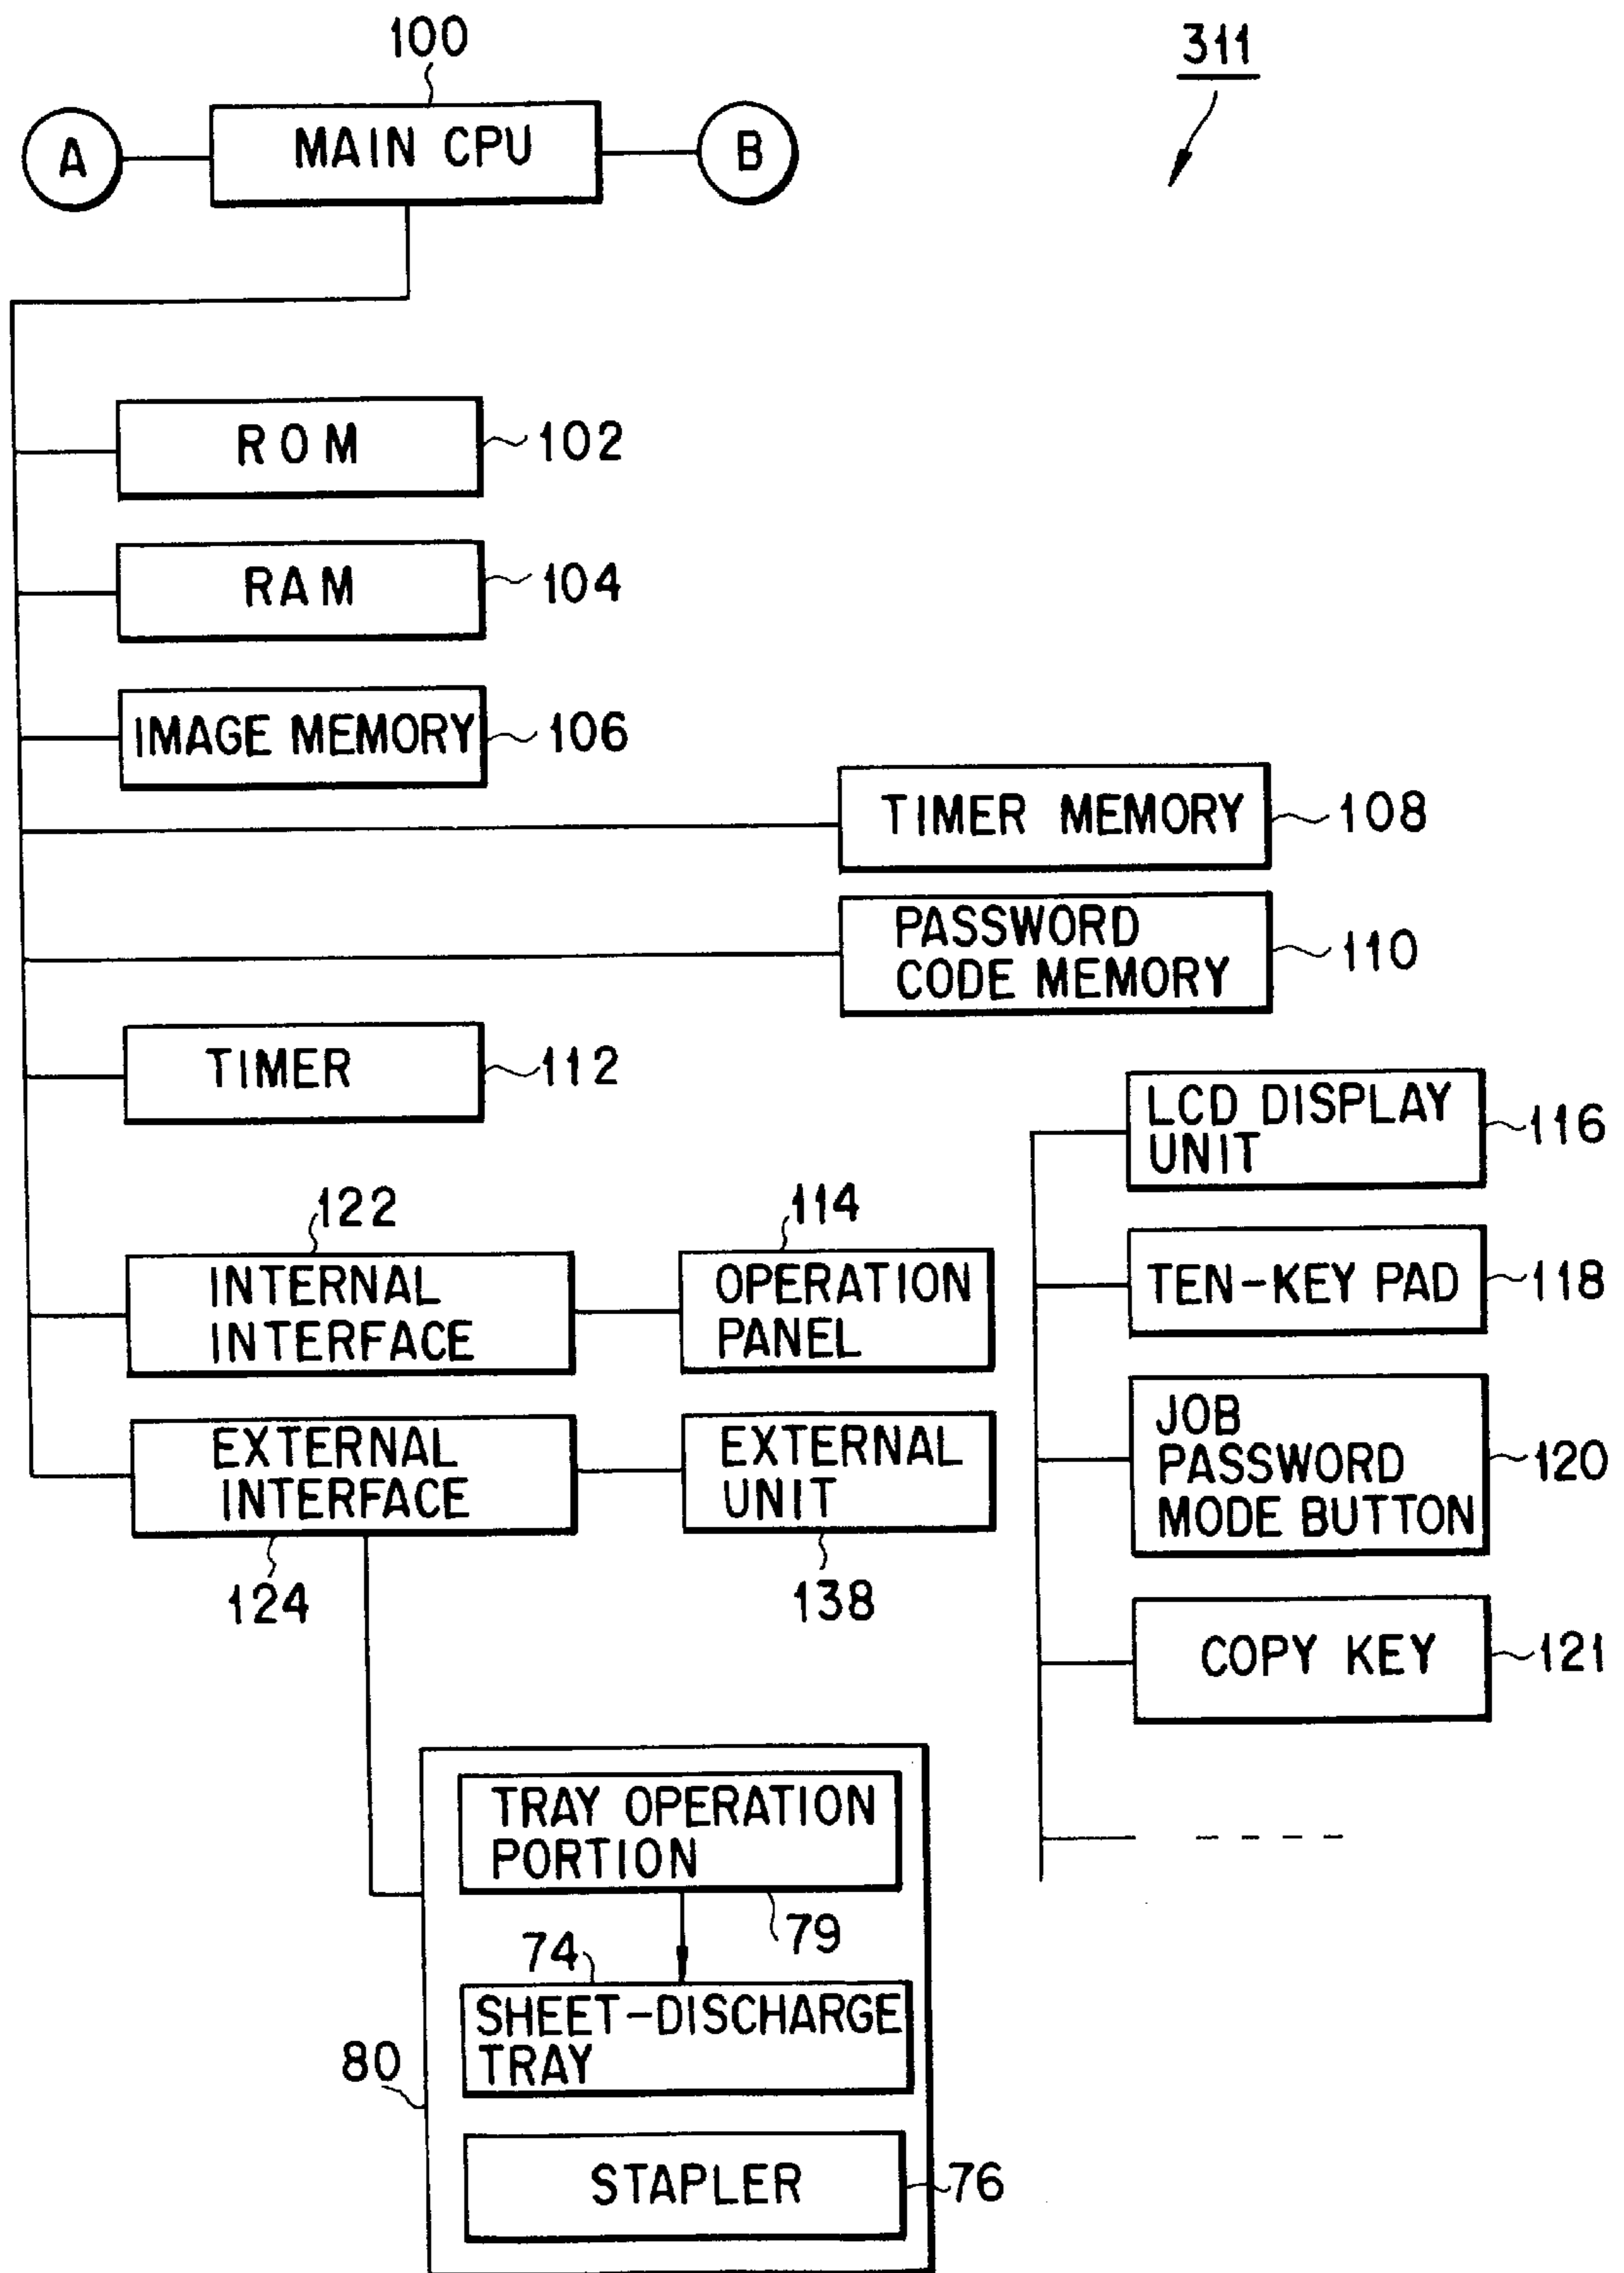 100
311
A
MAIN CPU
B
ROM
102
RAM
104
IMAGE MEMORY
106
TIMER MEMORY
108
PASSWORD
CODE MEMORY
110
TIMER
112
LCD DISPLAY
UNIT
116
122
114
INTERNAL
INTERFACE
OPERATION
PANEL
TEN-KEY PAD
118
EXTERNAL
INTERFACE
EXTERNAL
UNIT
JOB
PASSWORD
MODE BUTTON
120
124
138
COPY KEY
121
TRAY OPERATION
PORTION
79
74
SHEET-DISCHARGE
TRAY
80
STAPLER
76